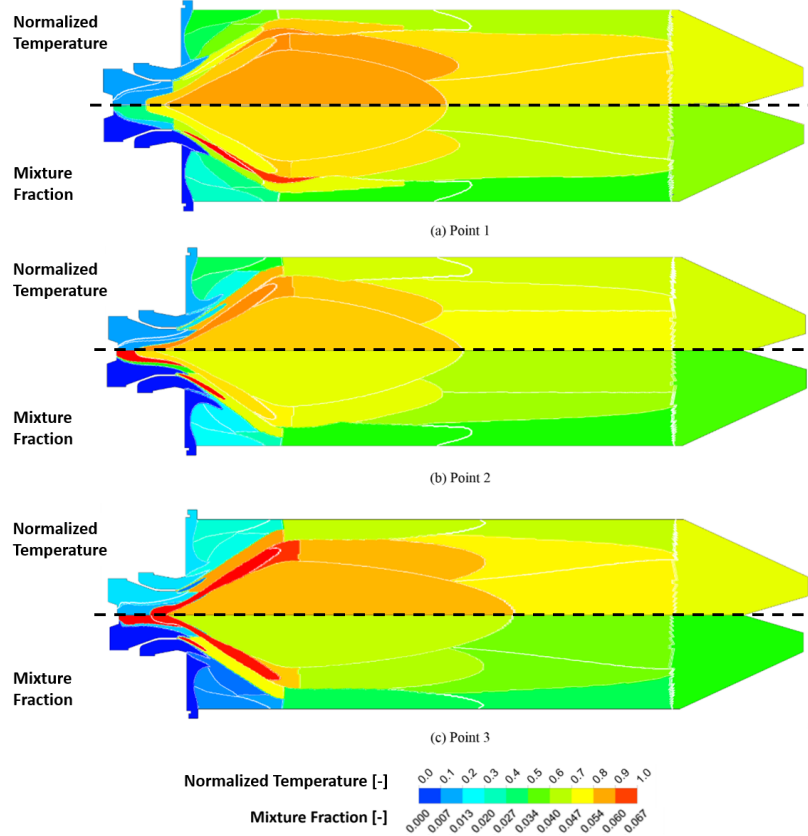 Normalized
Temperature
Mixture
Fraction
(a) Point 1
Normalized
Temperature
Mixture
Fraction
(b) Point 2
Normalized
Temperature
Mixture
Fraction
(c) Point 3
Normalized Temperature [-]
0.0 0.1 0.2 0.3 0.4 0.5 0.6 0.7 0.8 0.9 1.0
Mixture Fraction [-]
0.000 0.007 0.013 0.020 0.027 0.034 0.040 0.047 0.054 0.060 0.067